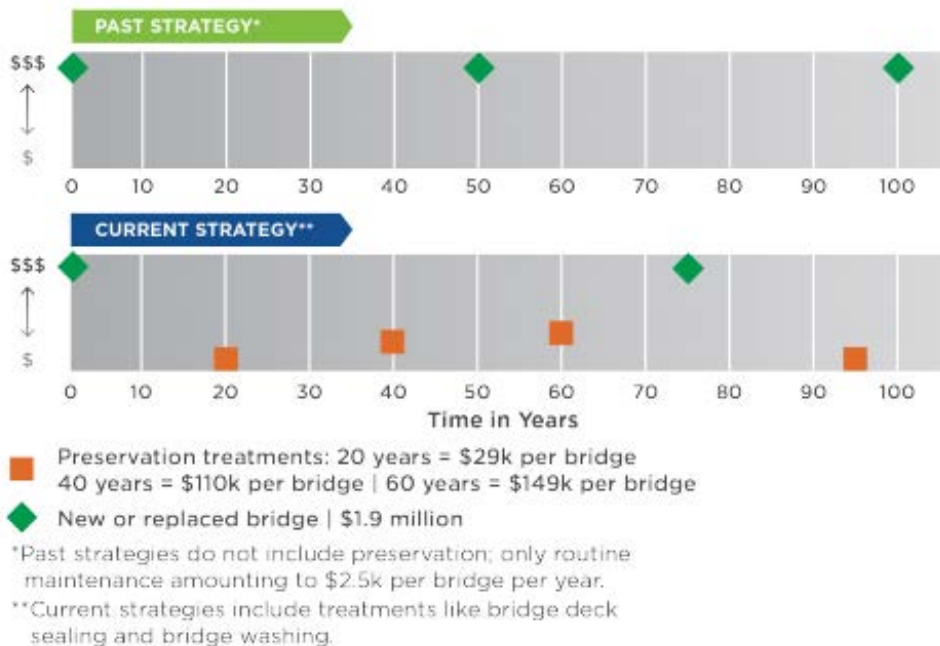 PAST STRATEGY*
$$$
$
0 10 20 30 40 50 60 70 80 90 100
CURRENT STRATEGY**
$$$
$
0 10 20 30 40 50 60 70 80 90 100
Time in Years
Preservation treatments: 20 years = $29k per bridge
40 years = $110k per bridge | 60 years = $149k per bridge
New or replaced bridge | $1.9 million
*Past strategies do not include preservation; only routine
maintenance amounting to $2.5k per bridge per year.
**Current strategies include treatments like bridge deck
sealing and bridge washing.